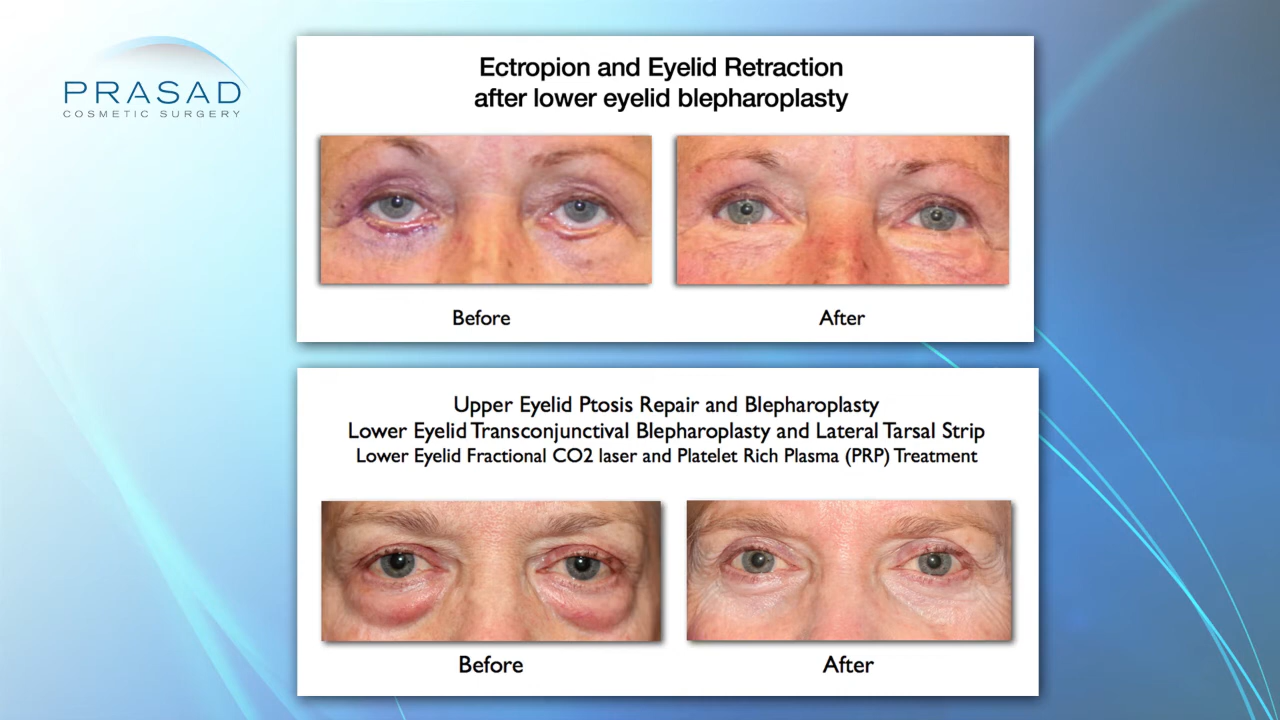 PRASAD
COSMETIC SURGERY
Ectropion and Eyelid Retraction
after lower eyelid blepharoplasty
Before
After
Upper Eyelid Ptosis Repair and Blepharoplasty
Lower Eyelid Transconjunctival Blepharoplasty and Lateral Tarsal Strip
Lower Eyelid Fractional CO2 laser and Platelet Rich Plasma (PRP) Treatment
Before
After